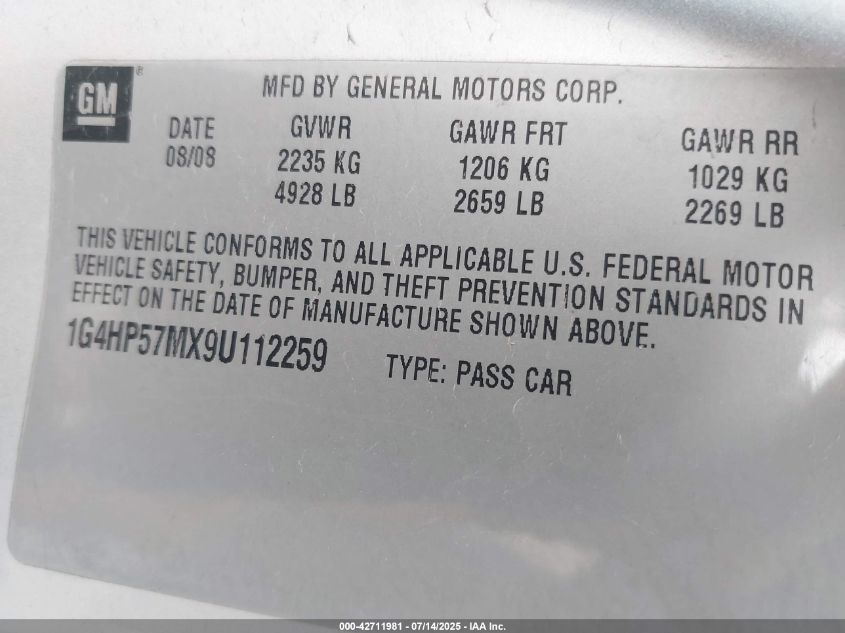 GM®
MFD BY GENERAL MOTORS CORP.
DATE GVWR GAWR FRT GAWR RR
08/08 2235 KG 1206 KG 1029 KG
4928 LB 2659 LB 2269 LB
THIS VEHICLE CONFORMS TO ALL APPLICABLE U.S. FEDERAL MOTOR
VEHICLE SAFETY, BUMPER, AND THEFT PREVENTION STANDARDS IN
EFFECT ON THE DATE OF MANUFACTURE SHOWN ABOVE.
1G4HP57MX9U112259 TYPE: PASS CAR
000-42711981 - 07/14/2025 - IAA Inc.